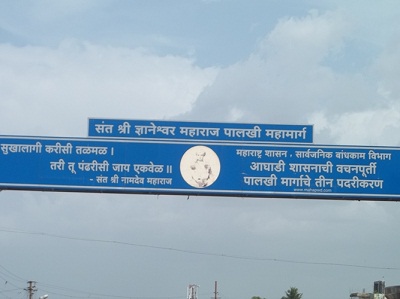 संत श्री ज्ञानेश्वर महाराज पालखी महामार्ग
सुखालागी करीसी तळमळ ।
तरी तू पंढरीसी जाय एकवेळ ॥
- संत श्री नामदेव महाराज
महाराष्ट्र शासन . सार्वजनिक बांधकाम विभाग
आघाडी शासनाची वचनपूर्ती
पालखी मार्गाचे तीन पदरीकरण